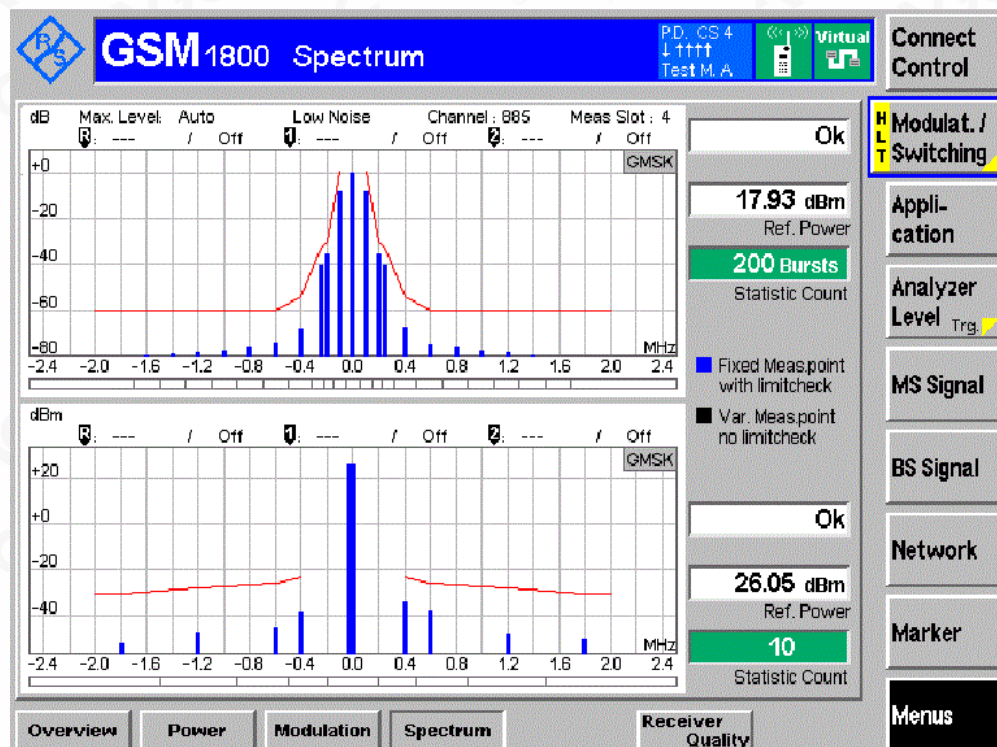 R/S
GSM 1800 Spectrum
P.D. CS 4
↓ ↑↑↑↑
Test M. A.
Virtual
Connect
Control
dB Max. Level: Auto Low Noise Channel : 885 Meas Slot : 4
R: --- / Off 1: --- / Off 2: --- / Off
GMSK
+0
-20
-40
-60
-80
MHz
-2.4 -2.0 -1.6 -1.2 -0.8 -0.4 0.0 0.4 0.8 1.2 1.6 2.0 2.4
Ok
17.93 dBm
Ref. Power
200 Bursts
Statistic Count
Fixed Meas.point
with limitcheck
Var. Meas.point
no limitcheck
dBm
R: --- / Off 1: --- / Off 2: --- / Off
GMSK
+20
+0
-20
-40
MHz
-2.4 -2.0 -1.6 -1.2 -0.8 -0.4 0.0 0.4 0.8 1.2 1.6 2.0 2.4
Ok
26.05 dBm
Ref. Power
10
Statistic Count
HLT
Modulat. /
Switching
Appli-
cation
Analyzer
Level Trg.
MS Signal
BS Signal
Network
Marker
Menus
Overview
Power
Modulation
Spectrum
Receiver
Quality